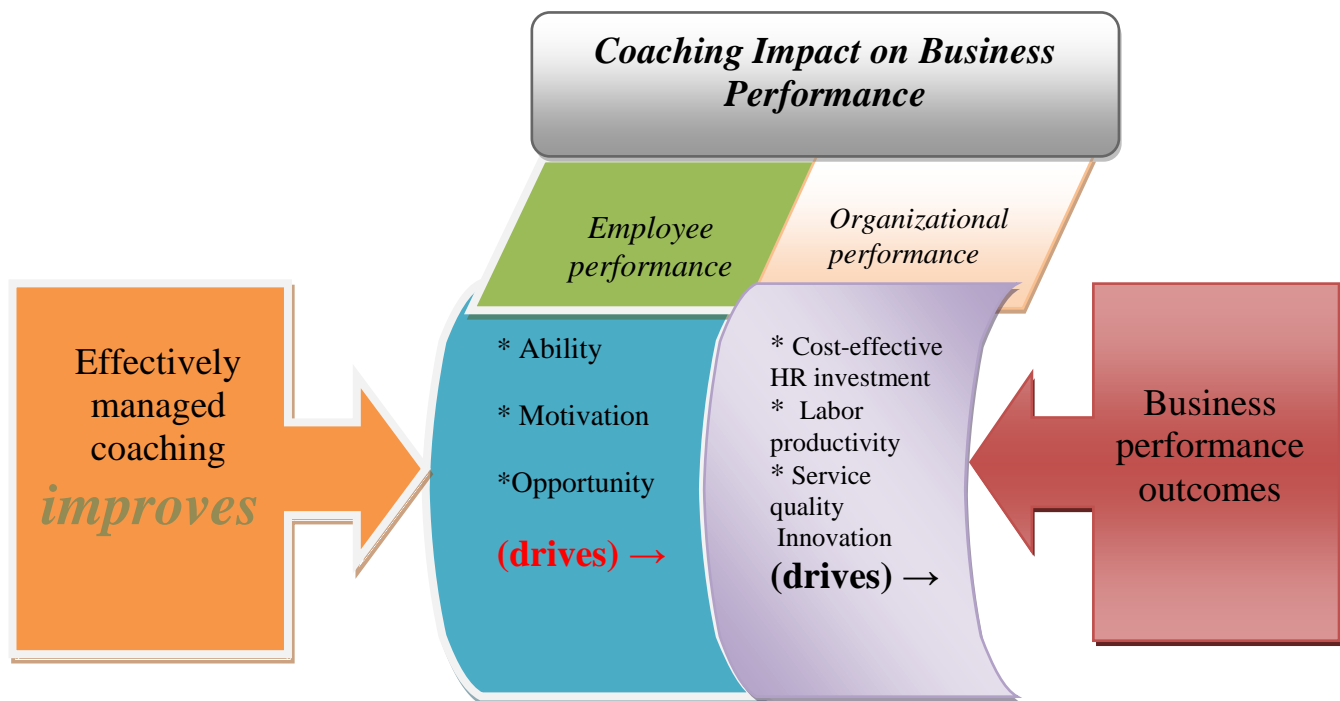 Coaching Impact on Business
Performance
Employee
performance
Organizational
performance
Effectively
managed
coaching
improves
* Ability
* Motivation
*Opportunity
(drives) →
* Cost-effective
HR investment
* Labor
productivity
* Service
quality
Innovation
(drives) →
Business
performance
outcomes